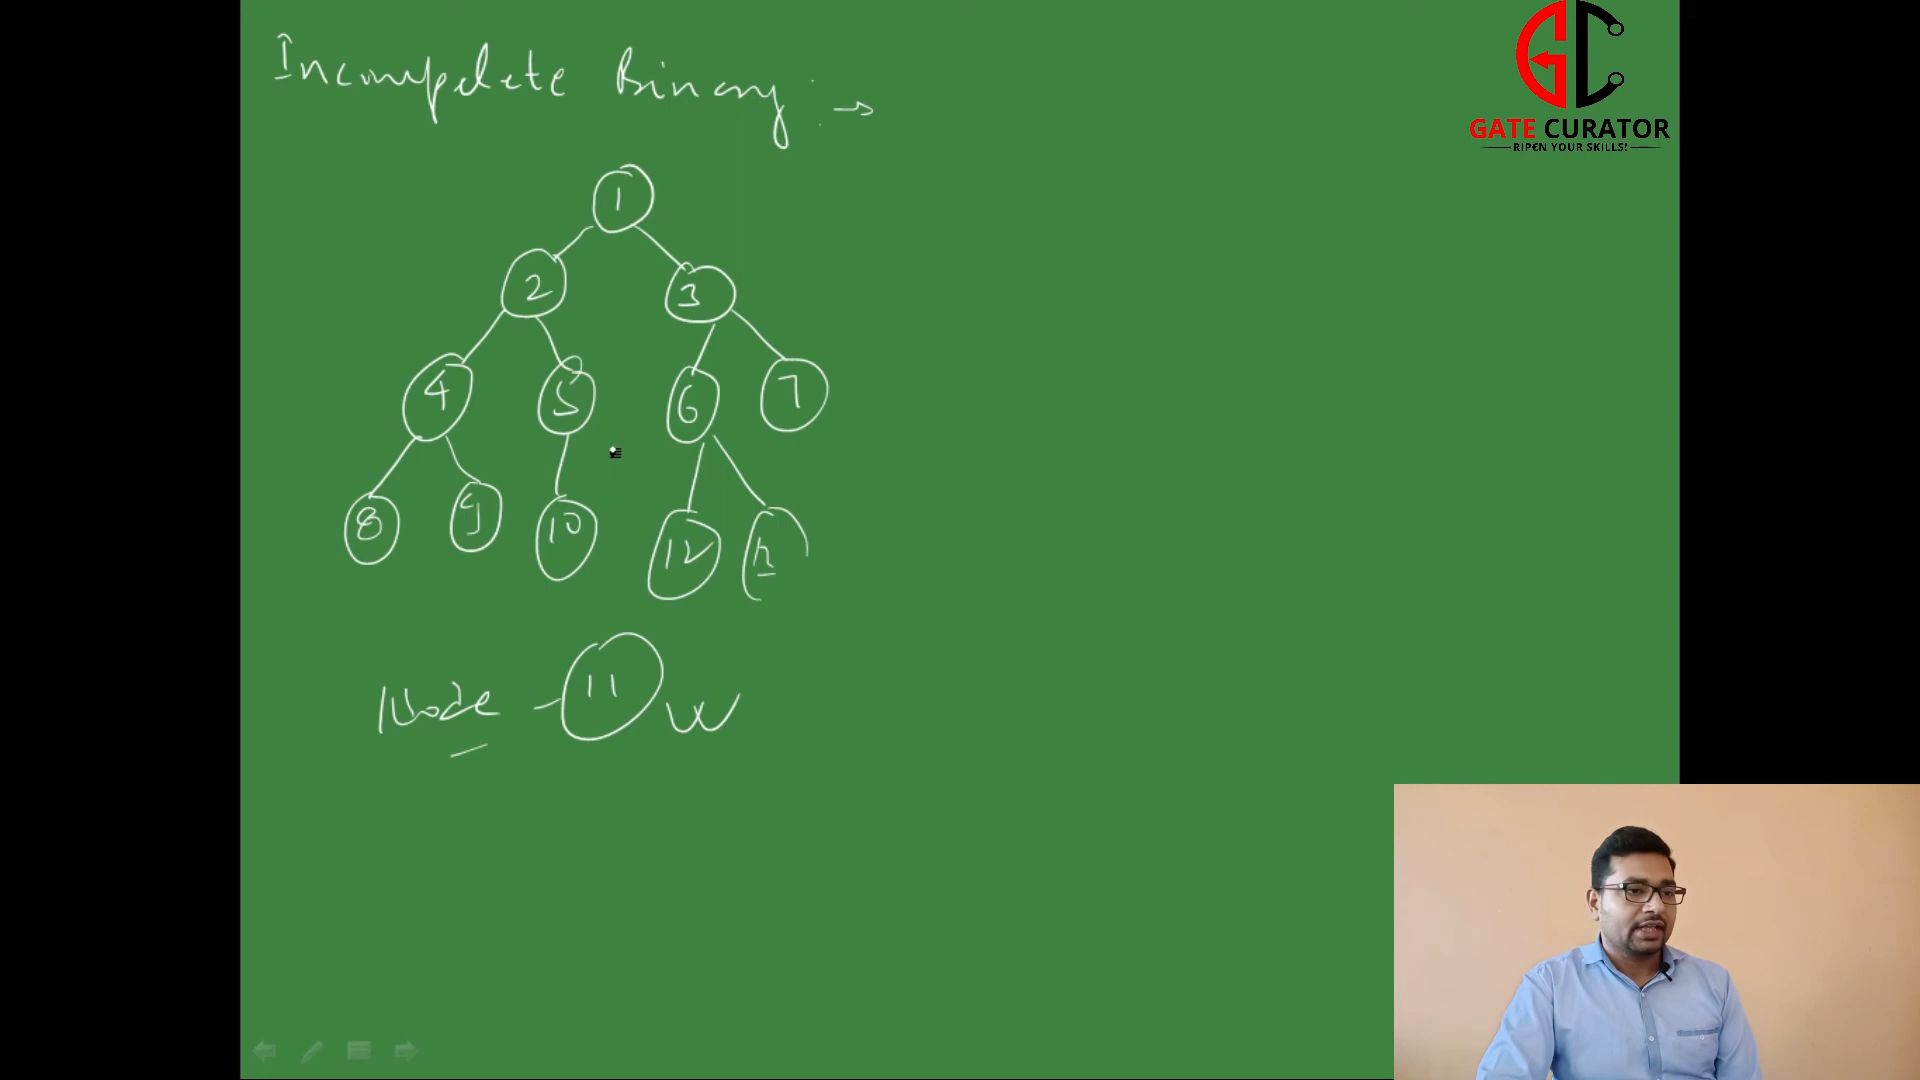 Incompelete Binary : →
GATE CURATOR
RIPEN YOUR SKILLS!
1
2 3
4 5 6 7
8 9 10 12
Node - 11